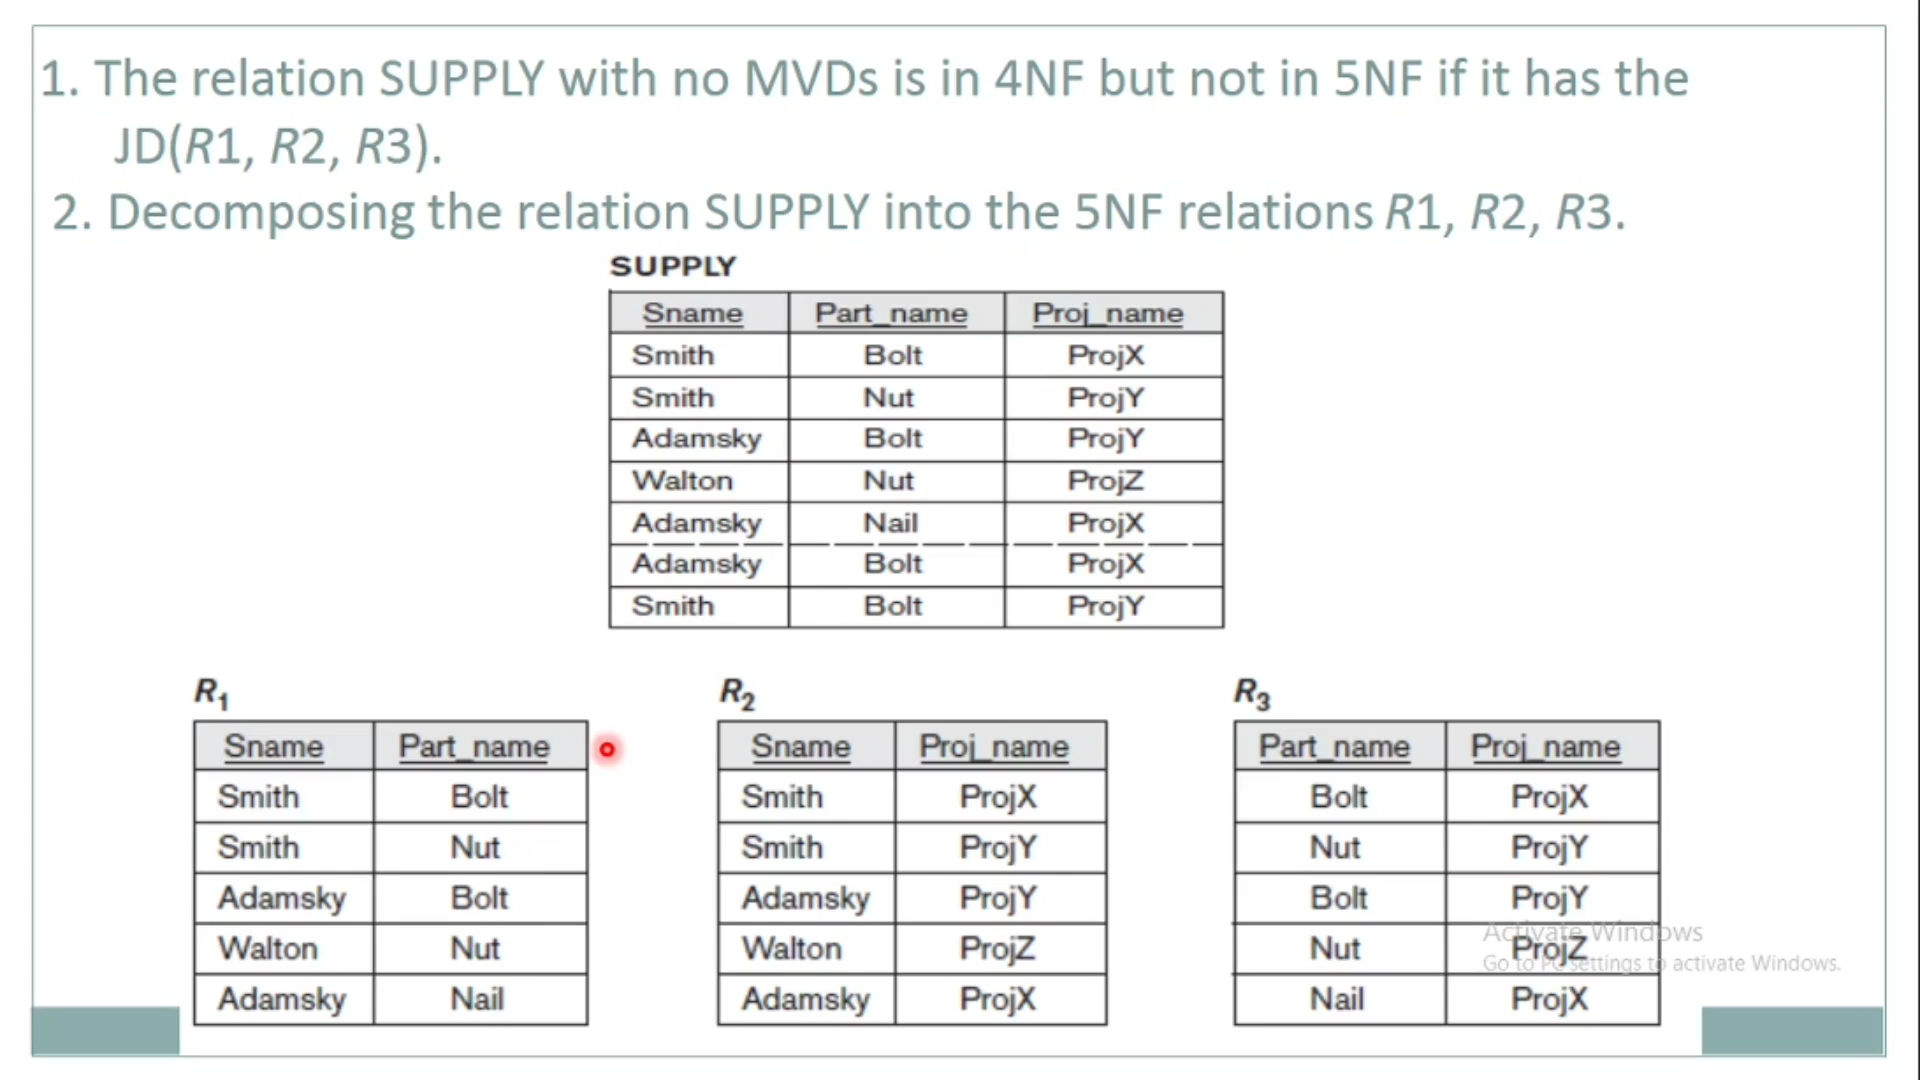 1. The relation SUPPLY with no MVDs is in 4NF but not in 5NF if it has the
JD(R1, R2, R3).
2. Decomposing the relation SUPPLY into the 5NF relations R1, R2, R3.
SUPPLY
Sname Part_name Proj_name
Smith Bolt ProjX
Smith Nut ProjY
Adamsky Bolt ProjY
Walton Nut ProjZ
Adamsky Nail ProjX
Adamsky Bolt ProjX
Smith Bolt ProjY
R1
Sname Part_name
Smith Bolt
Smith Nut
Adamsky Bolt
Walton Nut
Adamsky Nail
R2
Sname Proj_name
Smith ProjX
Smith ProjY
Adamsky ProjY
Walton ProjZ
Adamsky ProjX
R3
Part_name Proj_name
Bolt ProjX
Nut ProjY
Bolt ProjY
Nut ProjZ
Nail ProjX
Activate Windows
Go to PC settings to activate Windows.